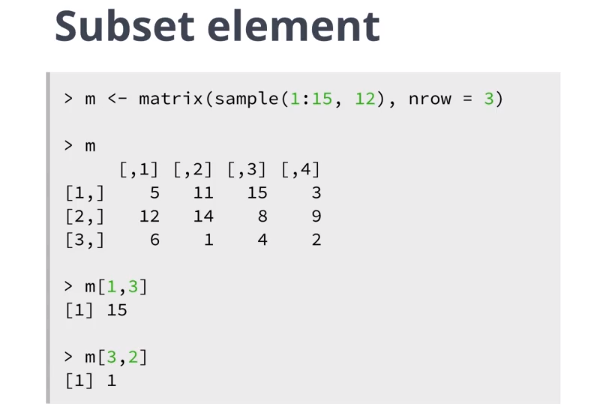 Subset element
> m <- matrix(sample(1:15, 12), nrow = 3)
> m
[,1] [,2] [,3] [,4]
[1,] 5 11 15 3
[2,] 12 14 8 9
[3,] 6 1 4 2
> m[1,3]
[1] 15
> m[3,2]
[1] 1